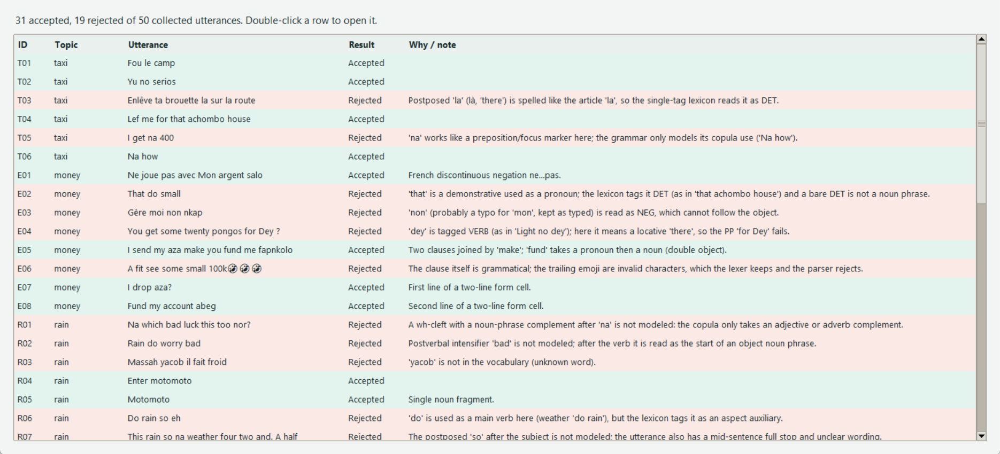 31 accepted, 19 rejected of 50 collected utterances. Double-click a row to open it.
ID Topic Utterance Result Why / note
T01 taxi Fou le camp Accepted
T02 taxi Yu no serios Accepted
T03 taxi Enlève ta brouette la sur la route Rejected Postposed 'la' (là, 'there') is spelled like the article 'la', so the single-tag lexicon reads it as DET.
T04 taxi Lef me for that achombo house Accepted
T05 taxi I get na 400 Rejected 'na' works like a preposition/focus marker here; the grammar only models its copula use ('Na how').
T06 taxi Na how Accepted
E01 money Ne joue pas avec Mon argent salo Accepted French discontinuous negation ne...pas.
E02 money That do small Rejected 'that' is a demonstrative used as a pronoun; the lexicon tags it DET (as in 'that achombo house') and a bare DET is not a noun phrase.
E03 money Gère moi non nkap Rejected 'non' (probably a typo for 'mon', kept as typed) is read as NEG, which cannot follow the object.
E04 money You get some twenty pongos for Dey ? Rejected 'dey' is tagged VERB (as in 'Light no dey'); here it means a locative 'there', so the PP 'for Dey' fails.
E05 money I send my aza make you fund me fapnkolo Accepted Two clauses joined by 'make'; 'fund' takes a pronoun then a noun (double object).
E06 money A fit see some small 100k🤣🤣🤣 Rejected The clause itself is grammatical; the trailing emoji are invalid characters, which the lexer keeps and the parser rejects.
E07 money I drop aza? Accepted First line of a two-line form cell.
E08 money Fund my account abeg Accepted Second line of a two-line form cell.
R01 rain Na which bad luck this too nor? Rejected A wh-cleft with a noun-phrase complement after 'na' is not modeled: the copula only takes an adjective or adverb complement.
R02 rain Rain do worry bad Rejected Postverbal intensifier 'bad' is not modeled; after the verb it is read as the start of an object noun phrase.
R03 rain Massah yacob il fait froid Rejected 'yacob' is not in the vocabulary (unknown word).
R04 rain Enter motomoto Accepted
R05 rain Motomoto Accepted Single noun fragment.
R06 rain Do rain so eh Rejected 'do' is used as a main verb here (weather 'do rain'), but the lexicon tags it as an aspect auxiliary.
R07 rain This rain so na weather four two and. A half Rejected The postposed 'so' after the subject is not modeled: the utterance also has a mid-sentence full stop and unclear wording.